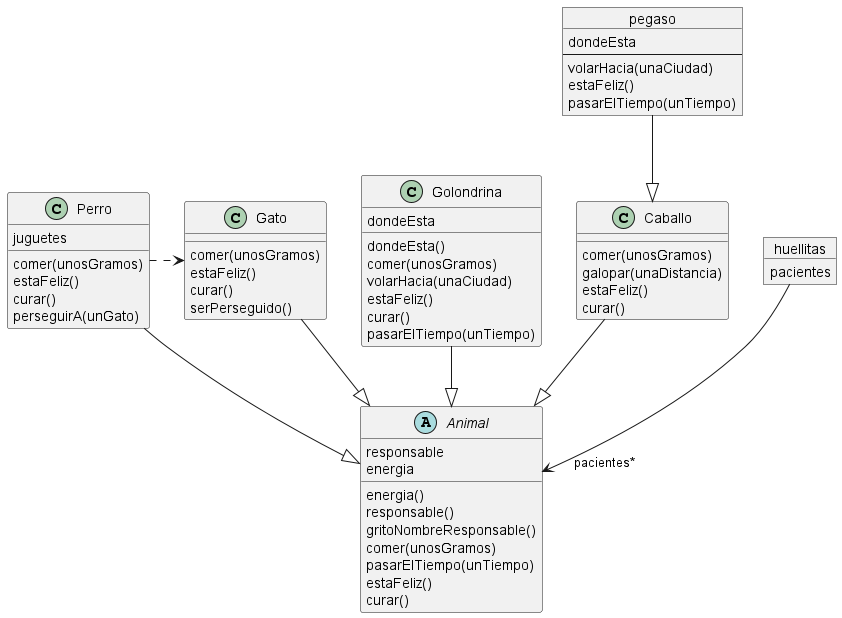 pegaso
dondeEsta
volarHacia(unaCiudad)
estaFeliz()
pasarElTiempo(unTiempo)
C Perro
juguetes
comer(unosGramos)
estaFeliz()
curar()
perseguirA(unGato)
C Gato
comer(unosGramos)
estaFeliz()
curar()
serPerseguido()
C Golondrina
dondeEsta
dondeEsta()
comer(unosGramos)
volarHacia(unaCiudad)
estaFeliz()
curar()
pasarElTiempo(unTiempo)
C Caballo
comer(unosGramos)
galopar(unaDistancia)
estaFeliz()
curar()
huellitas
pacientes
A Animal
responsable
energia
energia()
responsable()
gritoNombreResponsable()
comer(unosGramos)
pasarElTiempo(unTiempo)
estaFeliz()
curar()
pacientes*